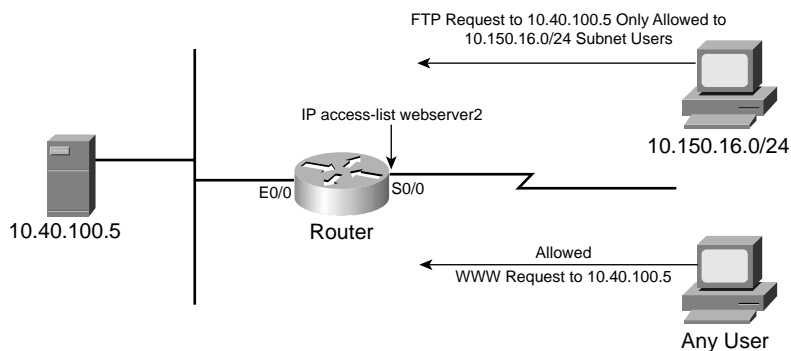 FTP Request to 10.40.100.5 Only Allowed to
10.150.16.0/24 Subnet Users
IP access-list webserver2
10.150.16.0/24
E0/0
S0/0
10.40.100.5
Router
Allowed
WWW Request to 10.40.100.5
Any User